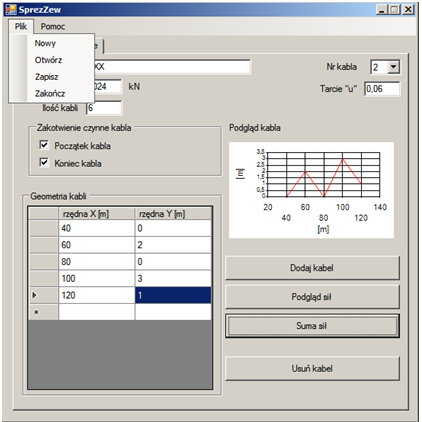 SprezZew
Plik Pomoc
Nowy
Otwórz
Zapisz
Zakończ
e
XX
Nr kabla 2
024 kN
Tarcie "u" 0,06
Ilość kabli 6
Zakotwienie czynne kabla
Początek kabla
Koniec kabla
Podgląd kabla
3,5
3
2,5
2
1,5
1
0,5
0
[m]
20 60 100 140
40 80 120
[m]
Geometria kabli
rzędna X [m] rzędna Y [m]
40 0
60 2
80 0
100 3
120 1
Dodaj kabel
Podgląd sił
Suma sił
Usuń kabel